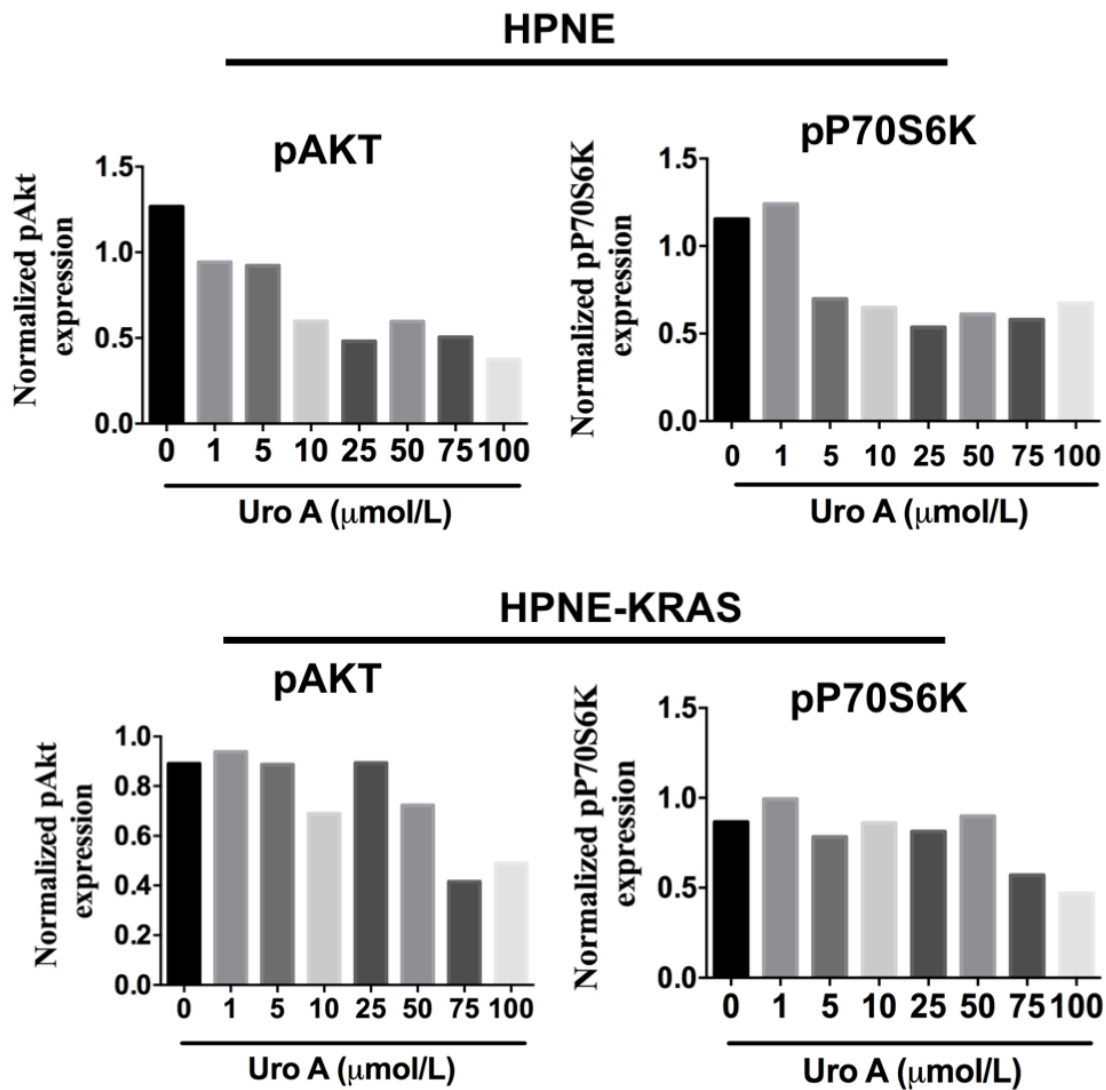 HPNE
pAKT
Normalized pAkt
expression
1.5
1.0
0.5
0.0
0 1 5 10 25 50 75 100
Uro A (μmol/L)
pP70S6K
Normalized pP70S6K
expression
1.5
1.0
0.5
0.0
0 1 5 10 25 50 75 100
Uro A (μmol/L)
HPNE-KRAS
pAKT
Normalized pAkt
expression
1.0
0.8
0.6
0.4
0.2
0.0
0 1 5 10 25 50 75 100
Uro A (μmol/L)
pP70S6K
Normalized pP70S6K
expression
1.5
1.0
0.5
0.0
0 1 5 10 25 50 75 100
Uro A (μmol/L)